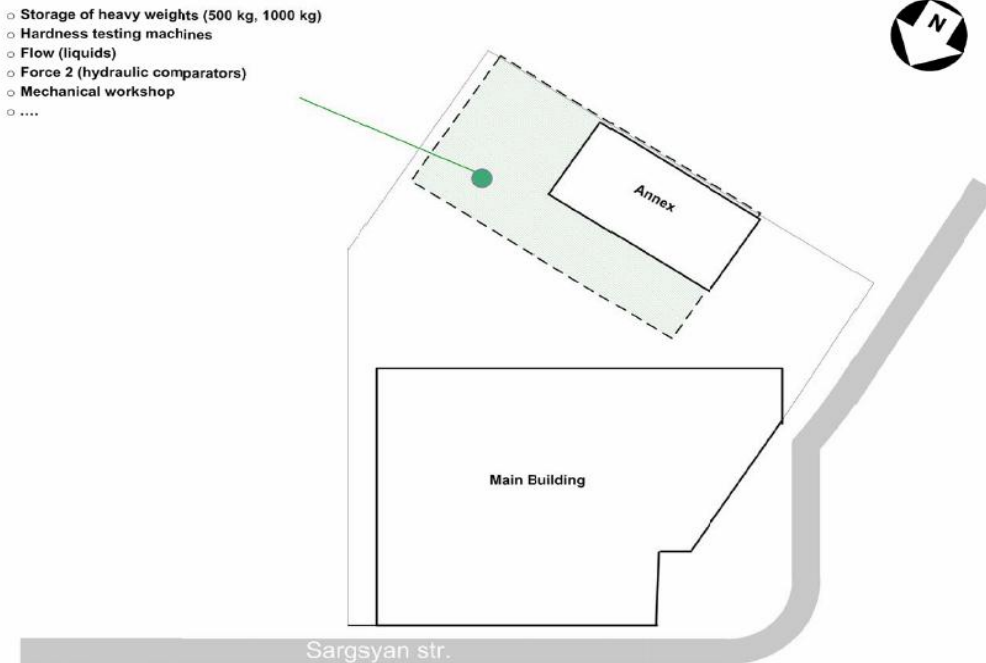 ○ Storage of heavy weights (500 kg, 1000 kg)
○ Hardness testing machines
○ Flow (liquids)
○ Force 2 (hydraulic comparators)
○ Mechanical workshop
○ ....
N
Annex
Main Building
Sargsyan str.